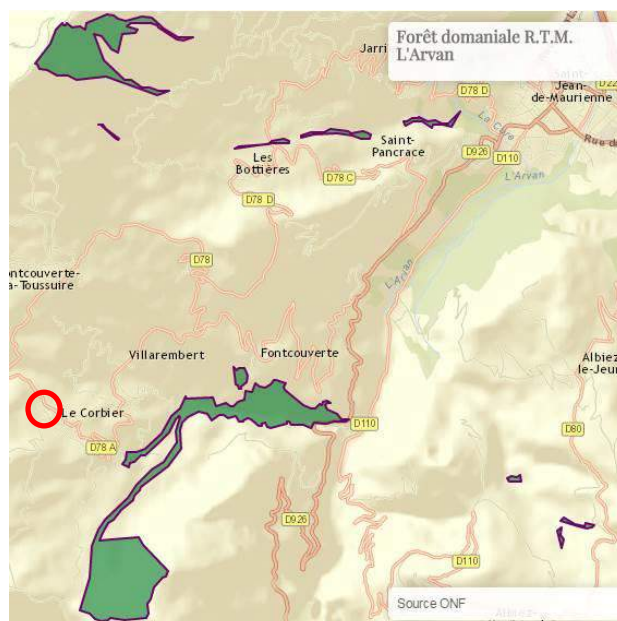 Forêt domaniale R.T.M.
L'Arvan
Jarri
D78 D
Saint-
Jean-
de-Maurienne
D22
La Cure
Rue de
Saint-
Pancrace
D926
D110
Les
Bottières
D78 C
L'Arvan
D78 D
D78
L'Arvan
ontcouverte-
a-Toussuire
Villarembert
Fontcouverte
Albiez
le-Jeun
Le Corbier
D110
D80
D78 A
D926
D110
Source ONF